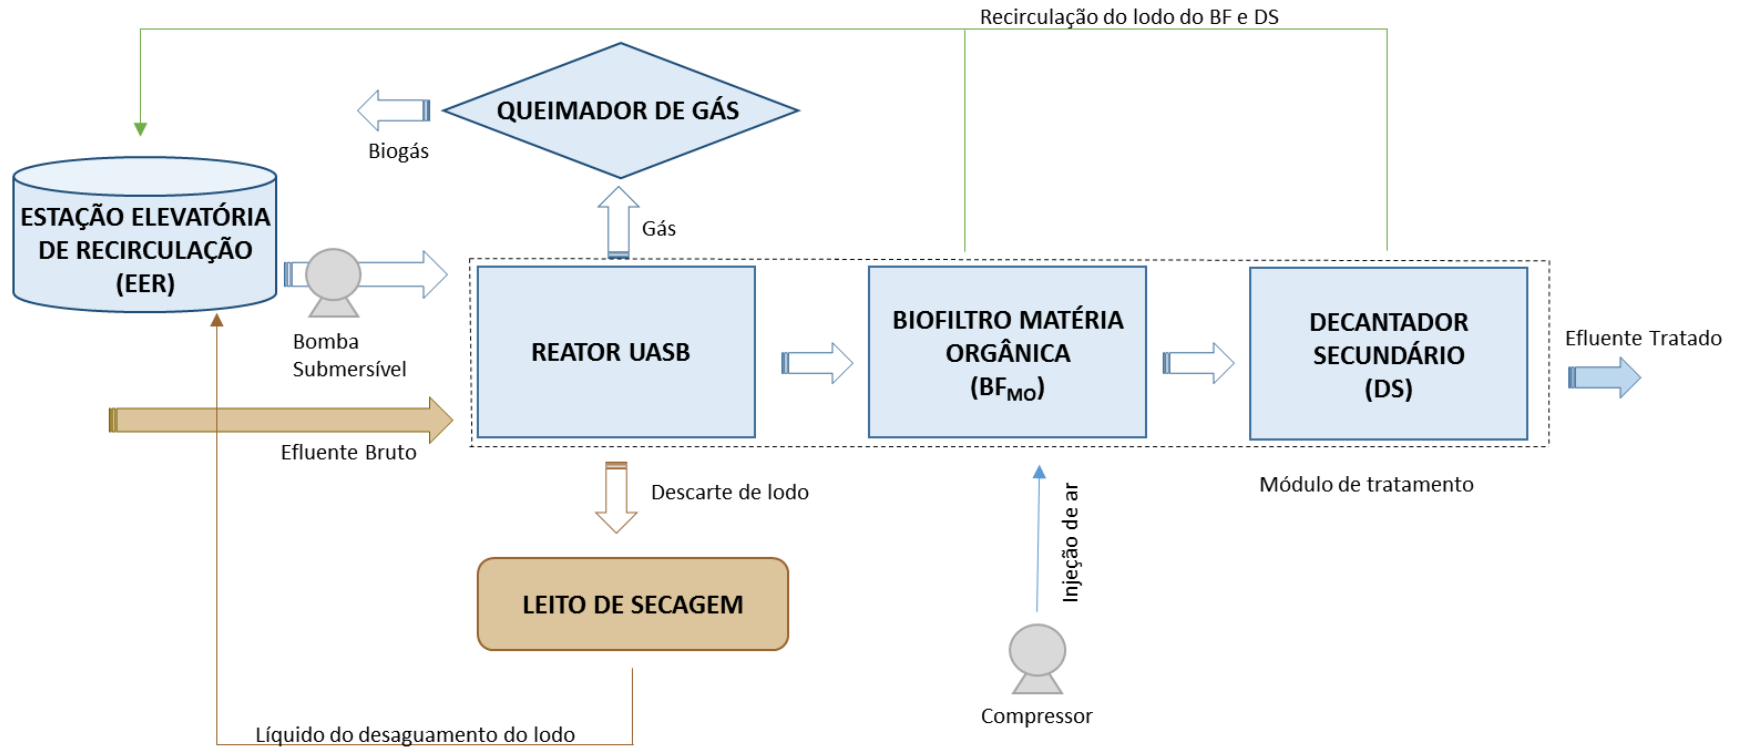 Recirculação do lodo do BF e DS
QUEIMADOR DE GÁS
Biogás
Gás
ESTAÇÃO ELEVATÓRIA
DE RECIRCULAÇÃO
(EER)
Bomba
Submersível
Efluente Bruto
REATOR UASB
BIOFILTRO MATÉRIA
ORGÂNICA
(BFMO)
DECANTADOR
SECUNDÁRIO
(DS)
Efluente Tratado
Descarte de lodo
Módulo de tratamento
Injeção de ar
LEITO DE SECAGEM
Compressor
Líquido do desaguamento do lodo